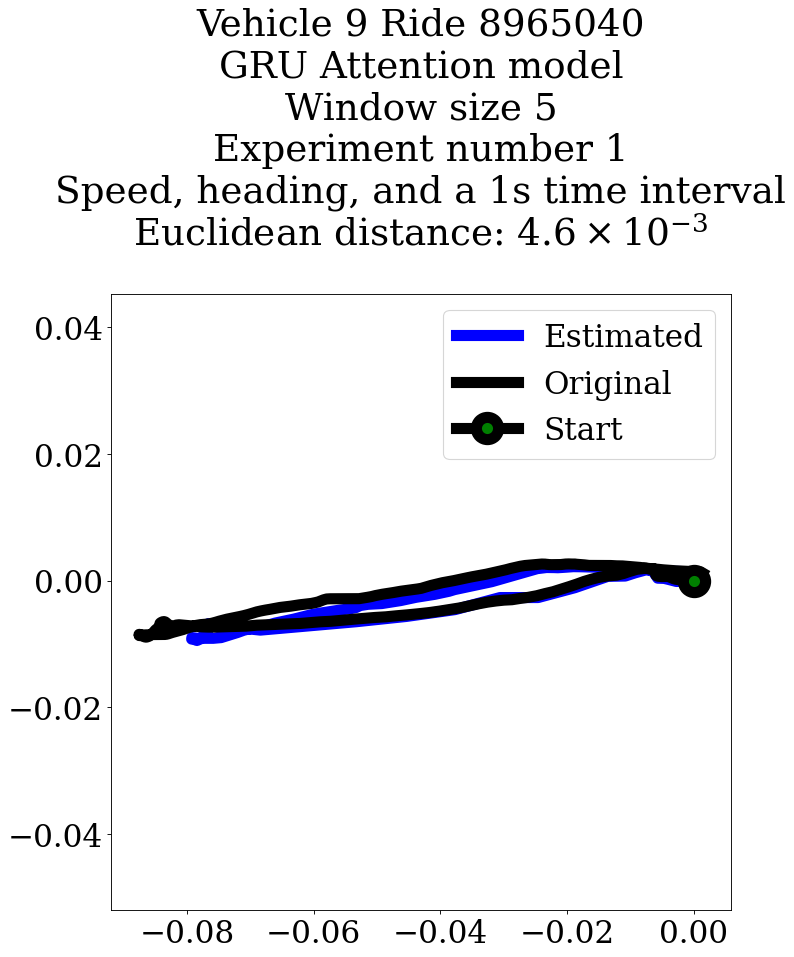 Vehicle 9 Ride 8965040
GRU Attention model
Window size 5
Experiment number 1
Speed, heading, and a 1s time interval
Euclidean distance: 4.6 × 10⁻³
Estimated
Original
Start
0.04
0.02
0.00
−0.02
−0.04
−0.08 −0.06 −0.04 −0.02 0.00